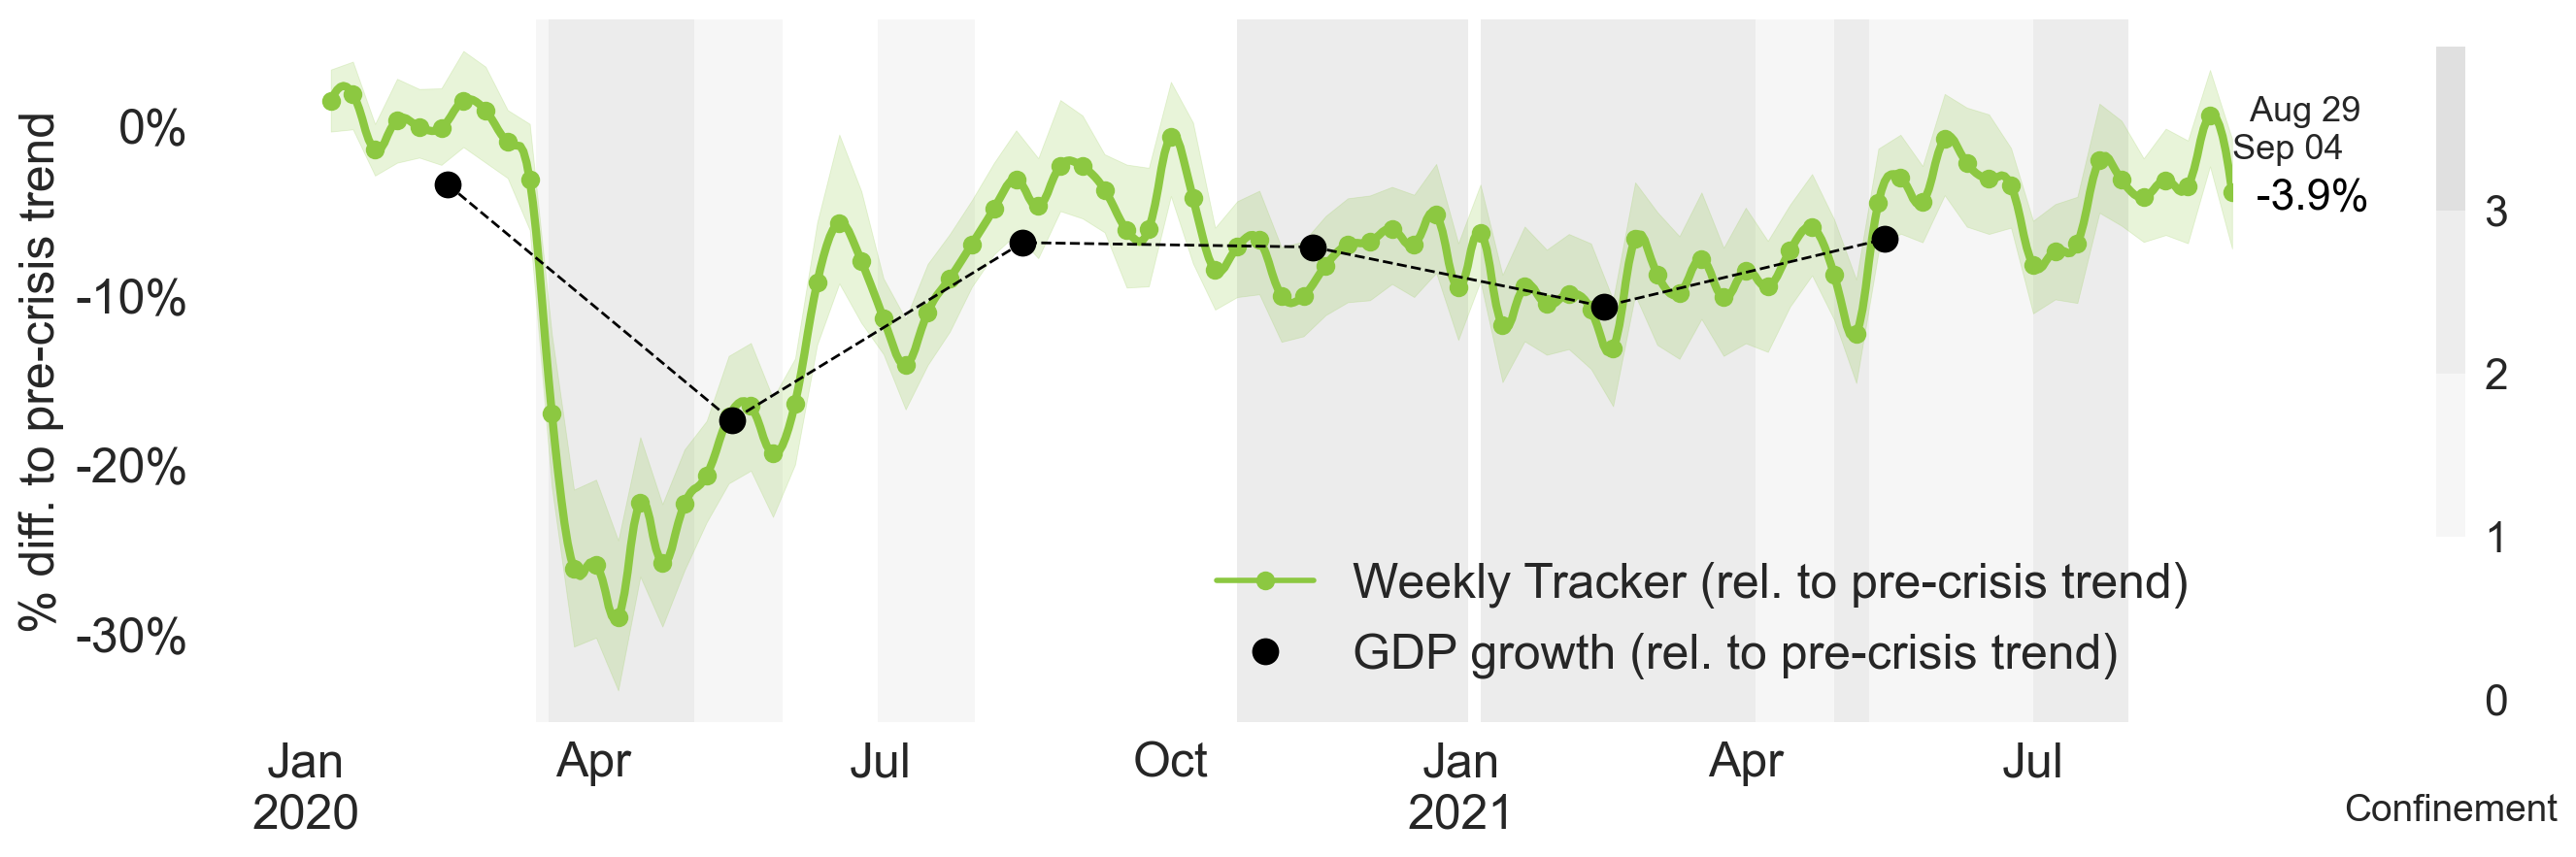 % diff. to pre-crisis trend
0%
-10%
-20%
-30%
Jan
2020
Apr
Jul
Oct
Jan
2021
Apr
Jul
Aug 29
Sep 04
-3.9%
Weekly Tracker (rel. to pre-crisis trend)
GDP growth (rel. to pre-crisis trend)
3
2
1
0
Confinement